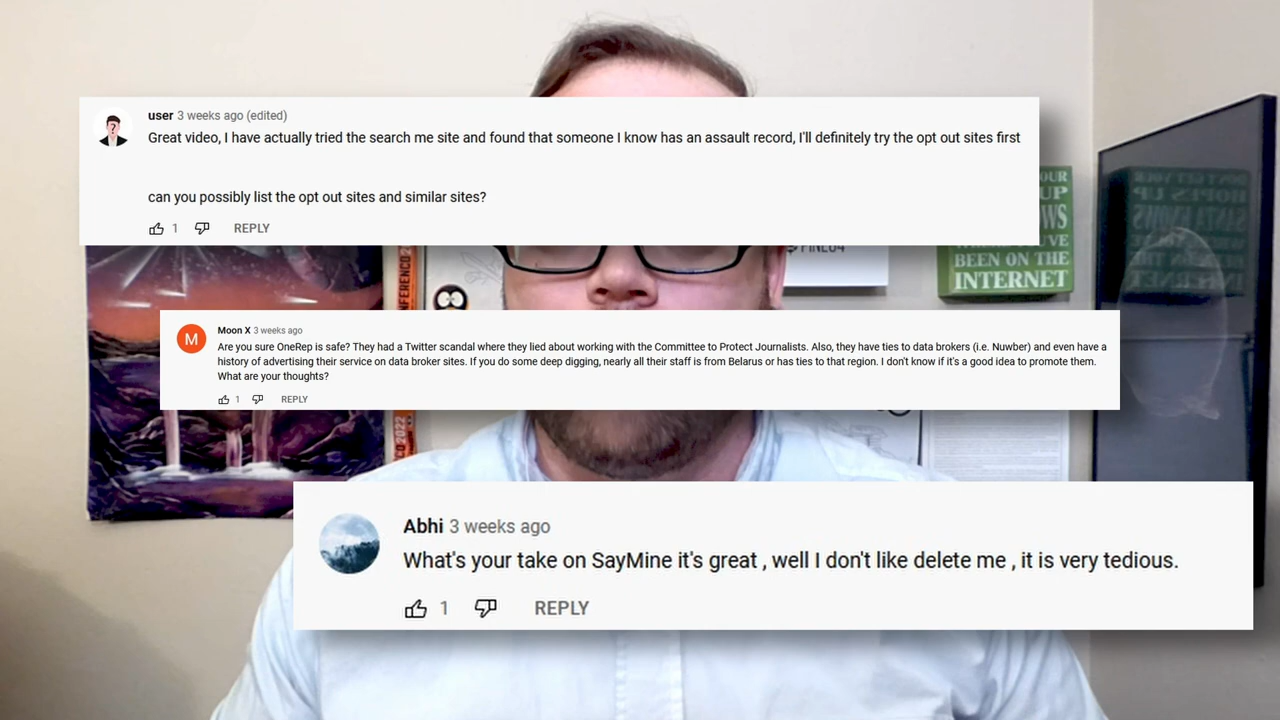 user 3 weeks ago (edited)
Great video, I have actually tried the search me site and found that someone I know has an assault record, I'll definitely try the opt out sites first
can you possibly list the opt out sites and similar sites?
1 REPLY
OUR
UP
WS
BEEN ON THE
INTERNET
M
Moon X 3 weeks ago
Are you sure OneRep is safe? They had a Twitter scandal where they lied about working with the Committee to Protect Journalists. Also, they have ties to data brokers (i.e. Nuwber) and even have a
history of advertising their service on data broker sites. If you do some deep digging, nearly all their staff is from Belarus or has ties to that region. I don't know if it's a good idea to promote them.
What are your thoughts?
1 REPLY
2022
Abhi 3 weeks ago
What's your take on SayMine it's great , well I don't like delete me , it is very tedious.
1 REPLY